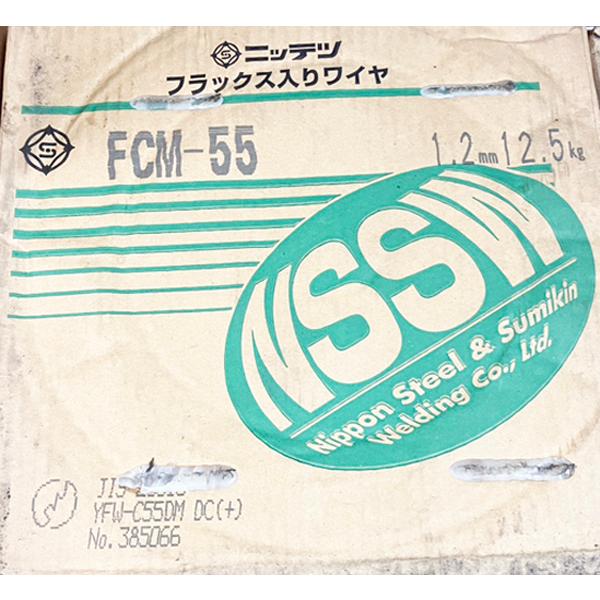 ニッテツ
フラックス入りワイヤ
FCM-55 1.2mm 12.5kg
NSSW
Nippon Steel & Sumikin
Welding Co., Ltd.
JIS
YFW-C55DM DC(+)
No. 385066